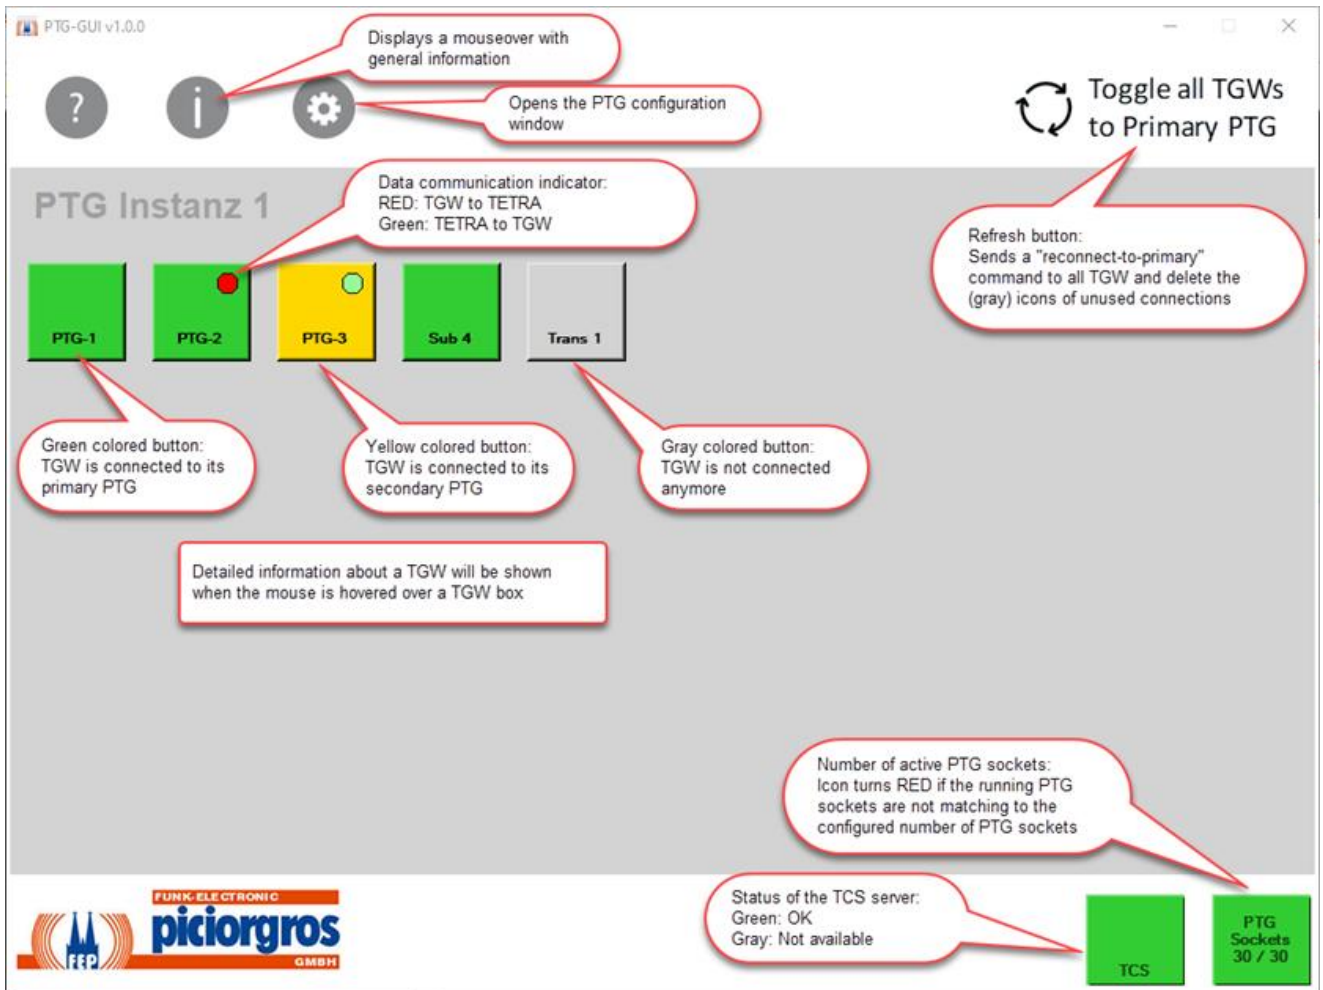 PTG-GUI v1.0.0
Displays a mouseover with
general information
?
i
Opens the PTG configuration
window
Toggle all TGWs
to Primary PTG
PTG Instanz 1
Data communication indicator:
RED: TGW to TETRA
Green: TETRA to TGW
Refresh button:
Sends a "reconnect-to-primary"
command to all TGW and delete the
(gray) icons of unused connections
PTG-1
PTG-2
PTG-3
Sub 4
Trans 1
Green colored button:
TGW is connected to its
primary PTG
Yellow colored button:
TGW is connected to its
secondary PTG
Gray colored button:
TGW is not connected
anymore
Detailed information about a TGW will be shown
when the mouse is hovered over a TGW box
Number of active PTG sockets:
Icon turns RED if the running PTG
sockets are not matching to the
configured number of PTG sockets
Status of the TCS server:
Green: OK
Gray: Not available
FUNK-ELECTRONIC
piciorgros
GMBH
FEP
TCS
PTG
Sockets
30 / 30